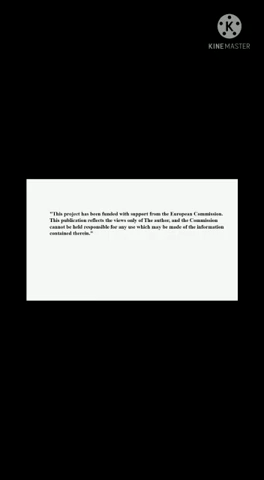 KINEMASTER
"This project has been funded with support from the European Commission.
This publication reflects the views only of The author, and the Commission
cannot be held responsible for any use which may be made of the information
contained therein."